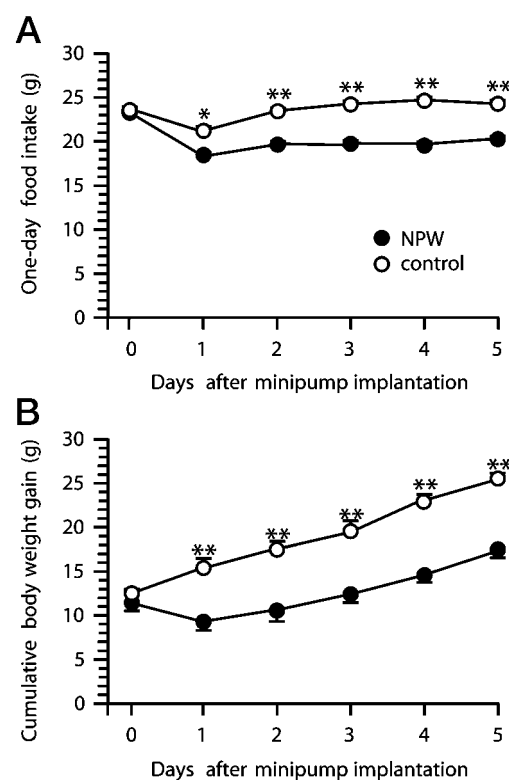 A
One-day food intake (g)
30
25
20
15
10
5
0
* ** ** ** **
NPW
control
0 1 2 3 4 5
Days after minipump implantation
B
Cumulative body weight gain (g)
30
25
20
15
10
5
0
** ** ** ** **
0 1 2 3 4 5
Days after minipump implantation